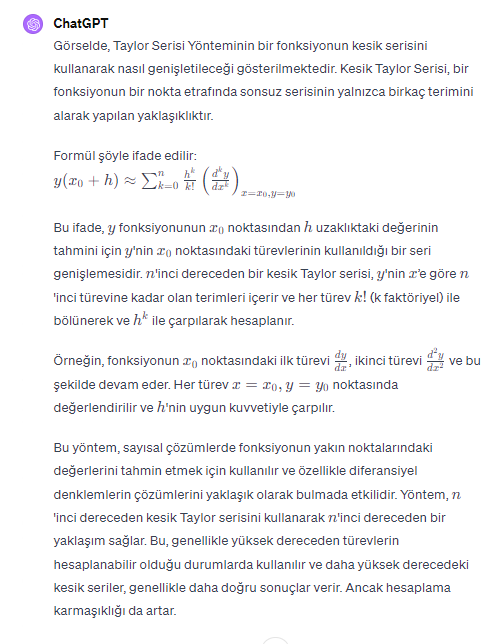 ChatGPT
Görselde, Taylor Serisi Yönteminin bir fonksiyonun kesik serisini
kullanarak nasıl genişletileceği gösterilmektedir. Kesik Taylor Serisi, bir
fonksiyonun bir nokta etrafında sonsuz serisinin yalnızca birkaç terimini
alarak yapılan yaklaşıklıktır.
Formül şöyle ifade edilir:
y(x₀ + h) ≈ ∑ₖ₌₀ⁿ hᵏ/k! (dᵏy/dxᵏ)ₓ₌ₓ₀,y=y₀
Bu ifade, y fonksiyonunun x₀ noktasından h uzaklıktaki değerinin
tahmini için y'nin x₀ noktasındaki türevlerinin kullanıldığı bir seri
genişlemesidir. n'inci dereceden bir kesik Taylor serisi, y'nin x'e göre n
'inci türevine kadar olan terimleri içerir ve her türev k! (k faktöriyel) ile
bölünerek ve hᵏ ile çarpılarak hesaplanır.
Örneğin, fonksiyonun x₀ noktasındaki ilk türevi dy/dx, ikinci türevi d²y/dx² ve bu
şekilde devam eder. Her türev x = x₀, y = y₀ noktasında
değerlendirilir ve h'nin uygun kuvvetiyle çarpılır.
Bu yöntem, sayısal çözümlerde fonksiyonun yakın noktalarındaki
değerlerini tahmin etmek için kullanılır ve özellikle diferansiyel
denklemlerin çözümlerini yaklaşık olarak bulmada etkilidir. Yöntem, n
'inci dereceden kesik Taylor serisini kullanarak n'inci dereceden bir
yaklaşım sağlar. Bu, genellikle yüksek dereceden türevlerin
hesaplanabilir olduğu durumlarda kullanılır ve daha yüksek derecedeki
kesik seriler, genellikle daha doğru sonuçlar verir. Ancak hesaplama
karmaşıklığı da artar.